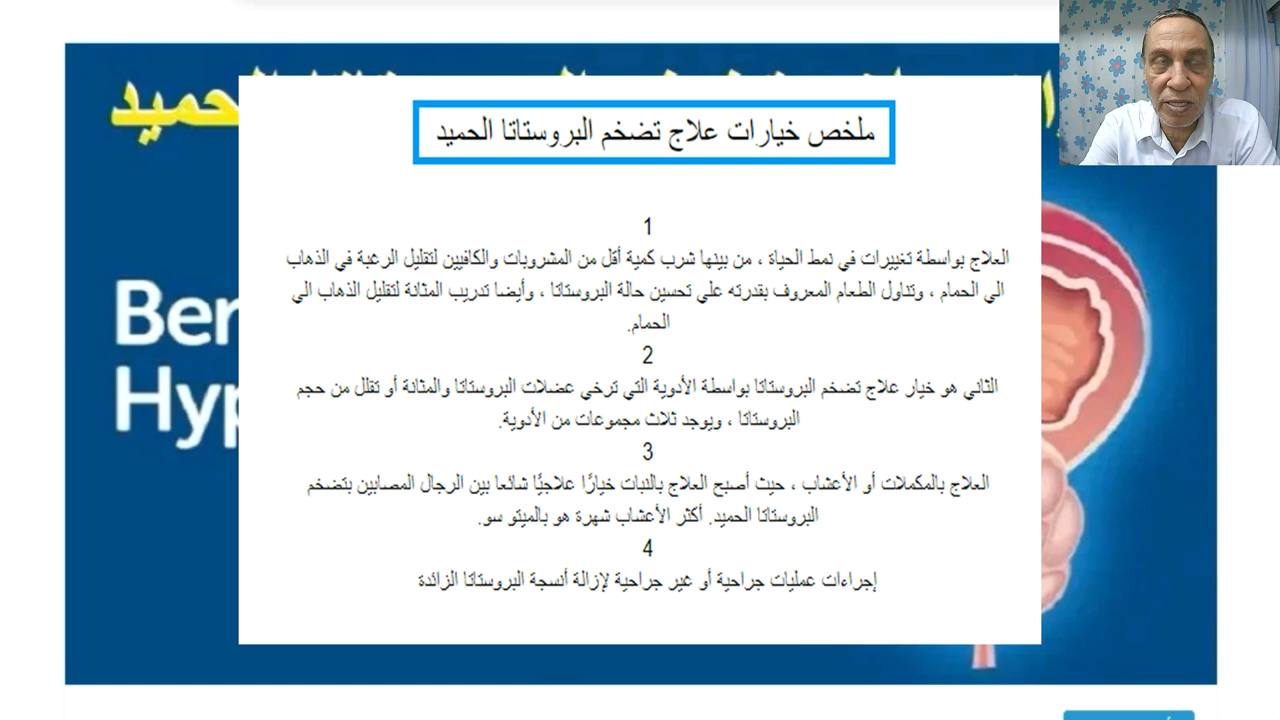 حميد
ملخص خيارات علاج تضخم البروستاتا الحميد
1
العلاج بواسطة تغييرات في نمط الحياة ، من بينها شرب كمية أقل من المشروبات والكافيين لتقليل الرغبة في الذهاب
الي الحمام ، وتناول الطعام المعروف بقدرته علي تحسين حالة البروستاتا ، وأيضا تدريب المثانة لتقليل الذهاب الي
الحمام.
2
الثاني هو خيار علاج تضخم البروستاتا بواسطة الأدوية التي ترخي عضلات البروستاتا والمثانة أو تقلل من حجم
البروستاتا ، ويوجد ثلاث مجموعات من الأدوية.
3
العلاج بالمكملات أو الأعشاب ، حيث أصبح العلاج بالنبات خيارًا علاجيًّا شائعا بين الرجال المصابين بتضخم
البروستاتا الحميد. أكثر الأعشاب شهرة هو بالميتو سو.
4
إجراءات عمليات جراحية أو غير جراحية لإزالة أنسجة البروستاتا الزائدة
Ben
Hyp